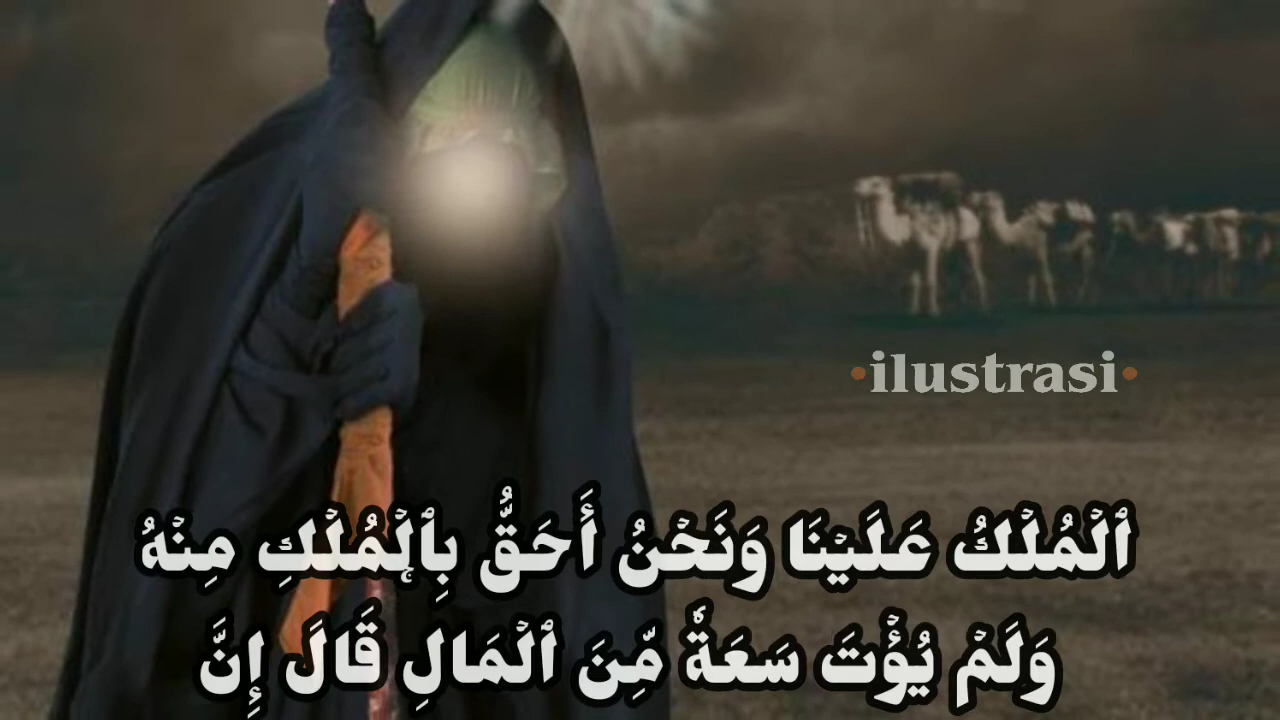 •ilustrasi•
ٱلْمُلْكُ عَلَيْنَا وَنَحْنُ أَحَقُّ بِٱلْمُلْكِ مِنْهُ
وَلَمْ يُؤْتَ سَعَةً مِّنَ ٱلْمَالِ قَالَ إِنَّ